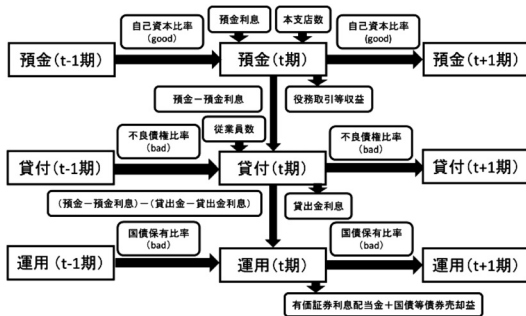 自己資本比率
(good)
預金利息
本支店数
自己資本比率
(good)
預金(t-1期)
預金(t期)
預金(t+1期)
預金－預金利息
役務取引等収益
不良債権比率
(bad)
従業員数
不良債権比率
(bad)
貸付(t-1期)
貸付(t期)
貸付(t+1期)
(預金－預金利息)－(貸出金－貸出金利息)
貸出金利息
国債保有比率
(bad)
国債保有比率
(bad)
運用(t-1期)
運用(t期)
運用(t+1期)
有価証券利息配当金＋国債等債券売却益